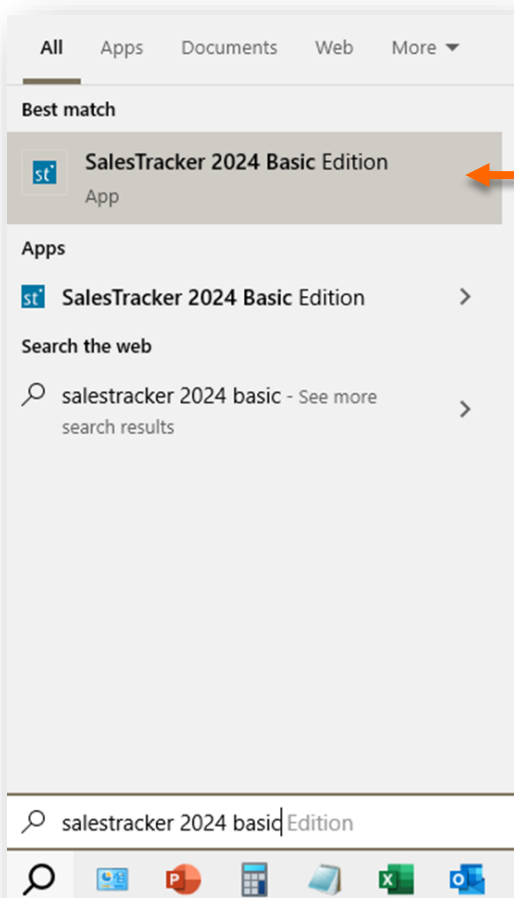 All Apps Documents Web More
Best match
SalesTracker 2024 Basic Edition
App
Apps
st SalesTracker 2024 Basic Edition
Search the web
salestracker 2024 basic - See more
search results
salestracker 2024 basic Edition